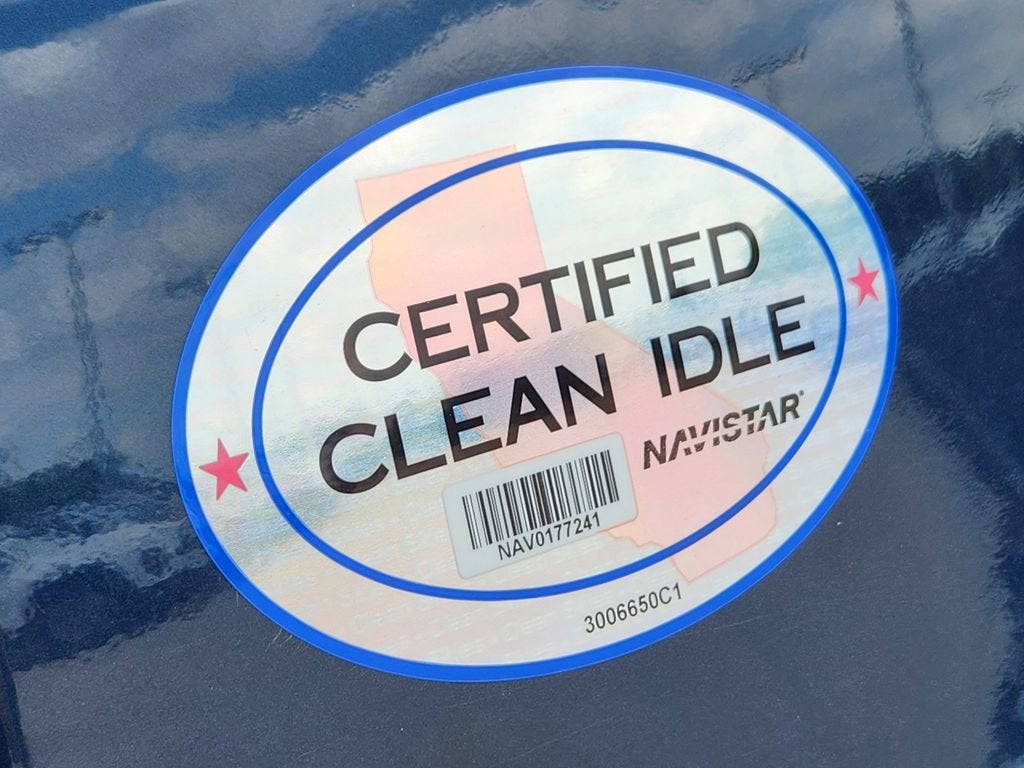 CERTIFIED
CLEAN IDLE
NAVISTAR®
NAV0177241
3006650C1